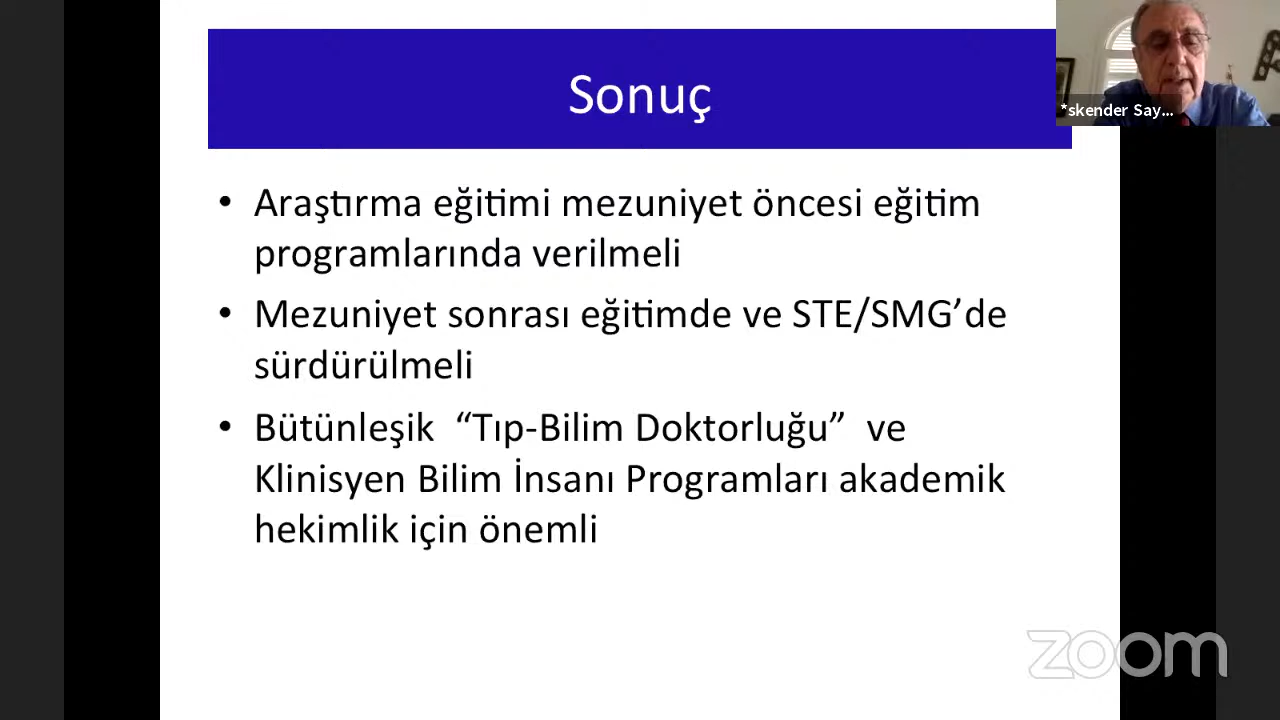 Sonuç
*skender Say...
• Araştırma eğitimi mezuniyet öncesi eğitim
programlarında verilmeli
• Mezuniyet sonrası eğitimde ve STE/SMG’de
sürdürülmeli
• Bütünleşik “Tıp-Bilim Doktorluğu” ve
Klinisyen Bilim İnsanı Programları akademik
hekimlik için önemli
zoom